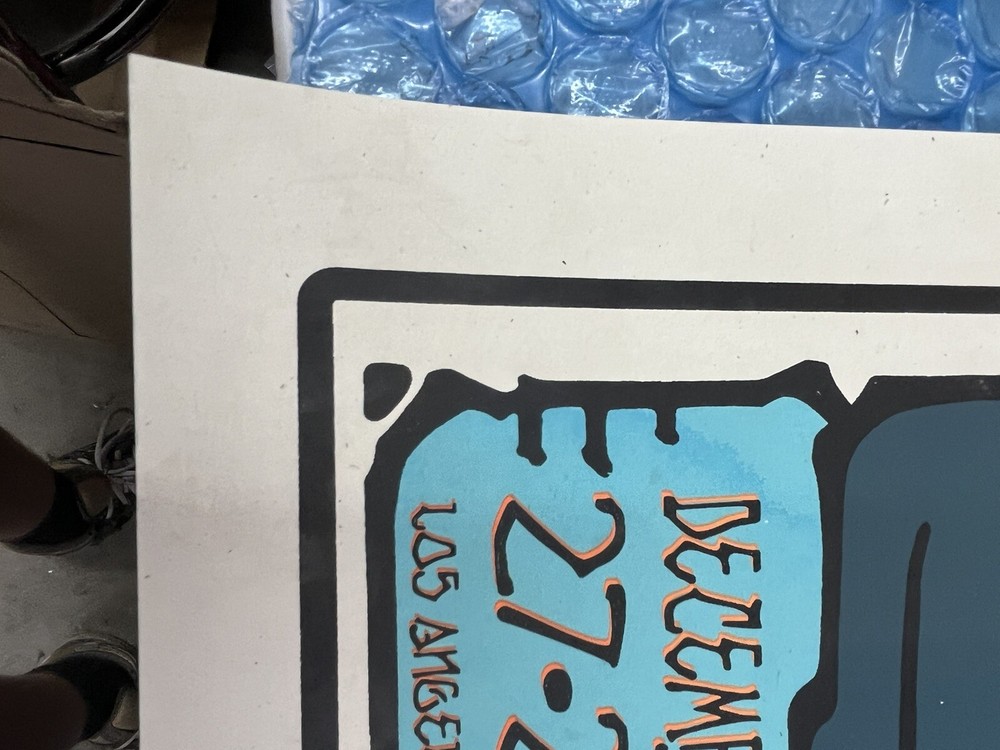 DECEMB
27·2
LOS ANGE